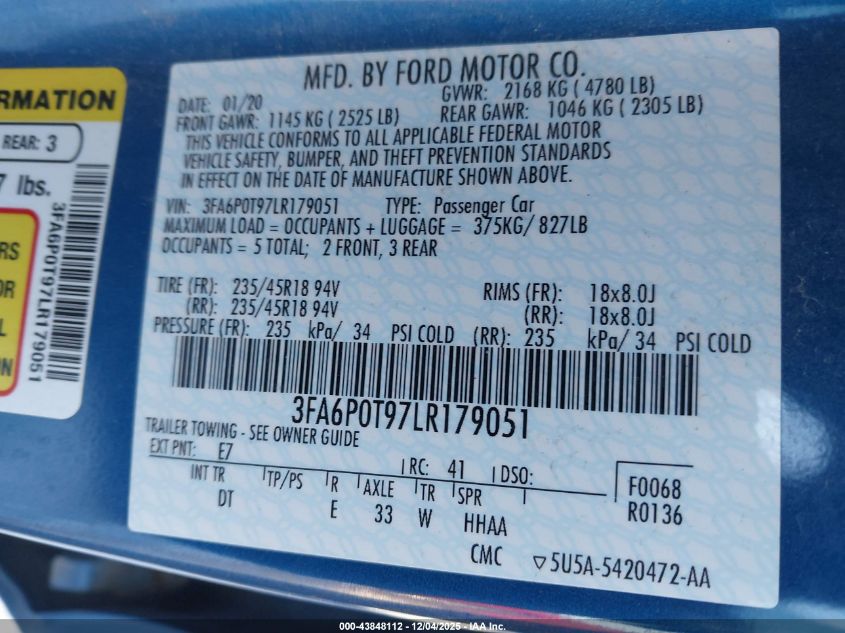 RMATION
REAR: 3
7 lbs.
3FA6P0T97LR179051
RS
OR
L
ON
MFD. BY FORD MOTOR CO.
DATE: 01/20 GVWR: 2168 KG ( 4780 LB)
FRONT GAWR: 1145 KG ( 2525 LB) REAR GAWR: 1046 KG ( 2305 LB)
THIS VEHICLE CONFORMS TO ALL APPLICABLE FEDERAL MOTOR
VEHICLE SAFETY, BUMPER, AND THEFT PREVENTION STANDARDS
IN EFFECT ON THE DATE OF MANUFACTURE SHOWN ABOVE.
VIN: 3FA6P0T97LR179051 TYPE: Passenger Car
MAXIMUM LOAD = OCCUPANTS + LUGGAGE = 375KG/ 827LB
OCCUPANTS = 5 TOTAL; 2 FRONT, 3 REAR
TIRE (FR): 235/45R18 94V RIMS (FR): 18x8.0J
(RR): 235/45R18 94V (RR): 18x8.0J
PRESSURE (FR): 235 kPa/ 34 PSI COLD (RR): 235 kPa/ 34 PSI COLD
3FA6P0T97LR179051
TRAILER TOWING - SEE OWNER GUIDE
EXT PNT: E7 RC: 41 DSO:
INT TR TP/PS R AXLE TR SPR F0068
DT E 33 W HHAA R0136
CMC ▽5U5A-5420472-AA
000-43848112 - 12/04/2025 - IAA Inc.